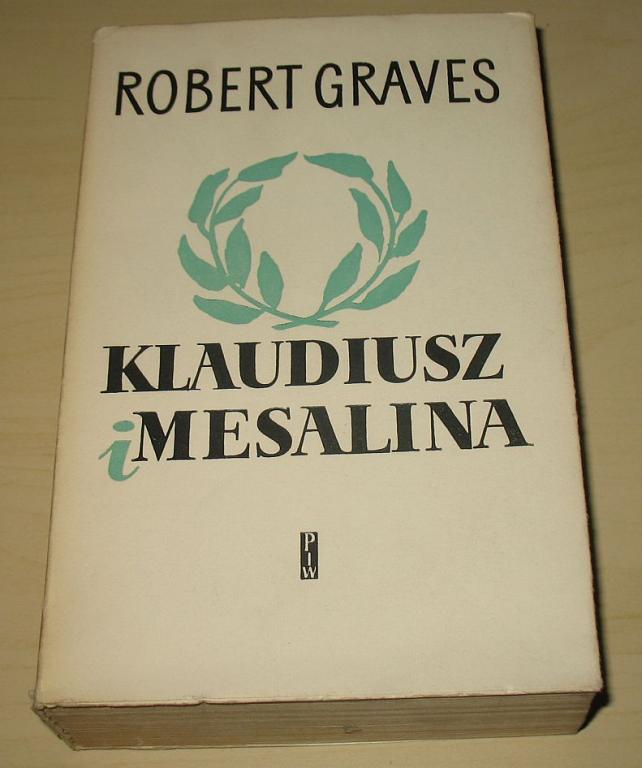 ROBERT GRAVES
KLAUDIUSZ
i MESALINA
PIW